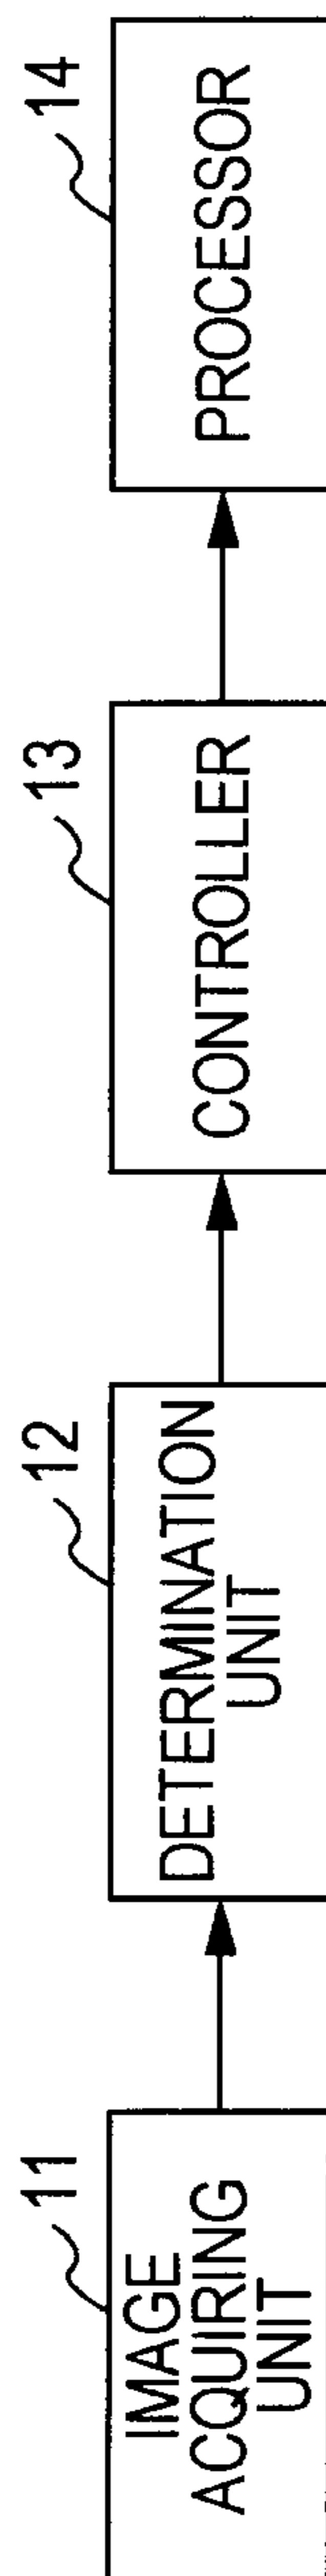 11
IMAGE
ACQUIRING
UNIT
12
DETERMINATION
UNIT
13
CONTROLLER
14
PROCESSOR